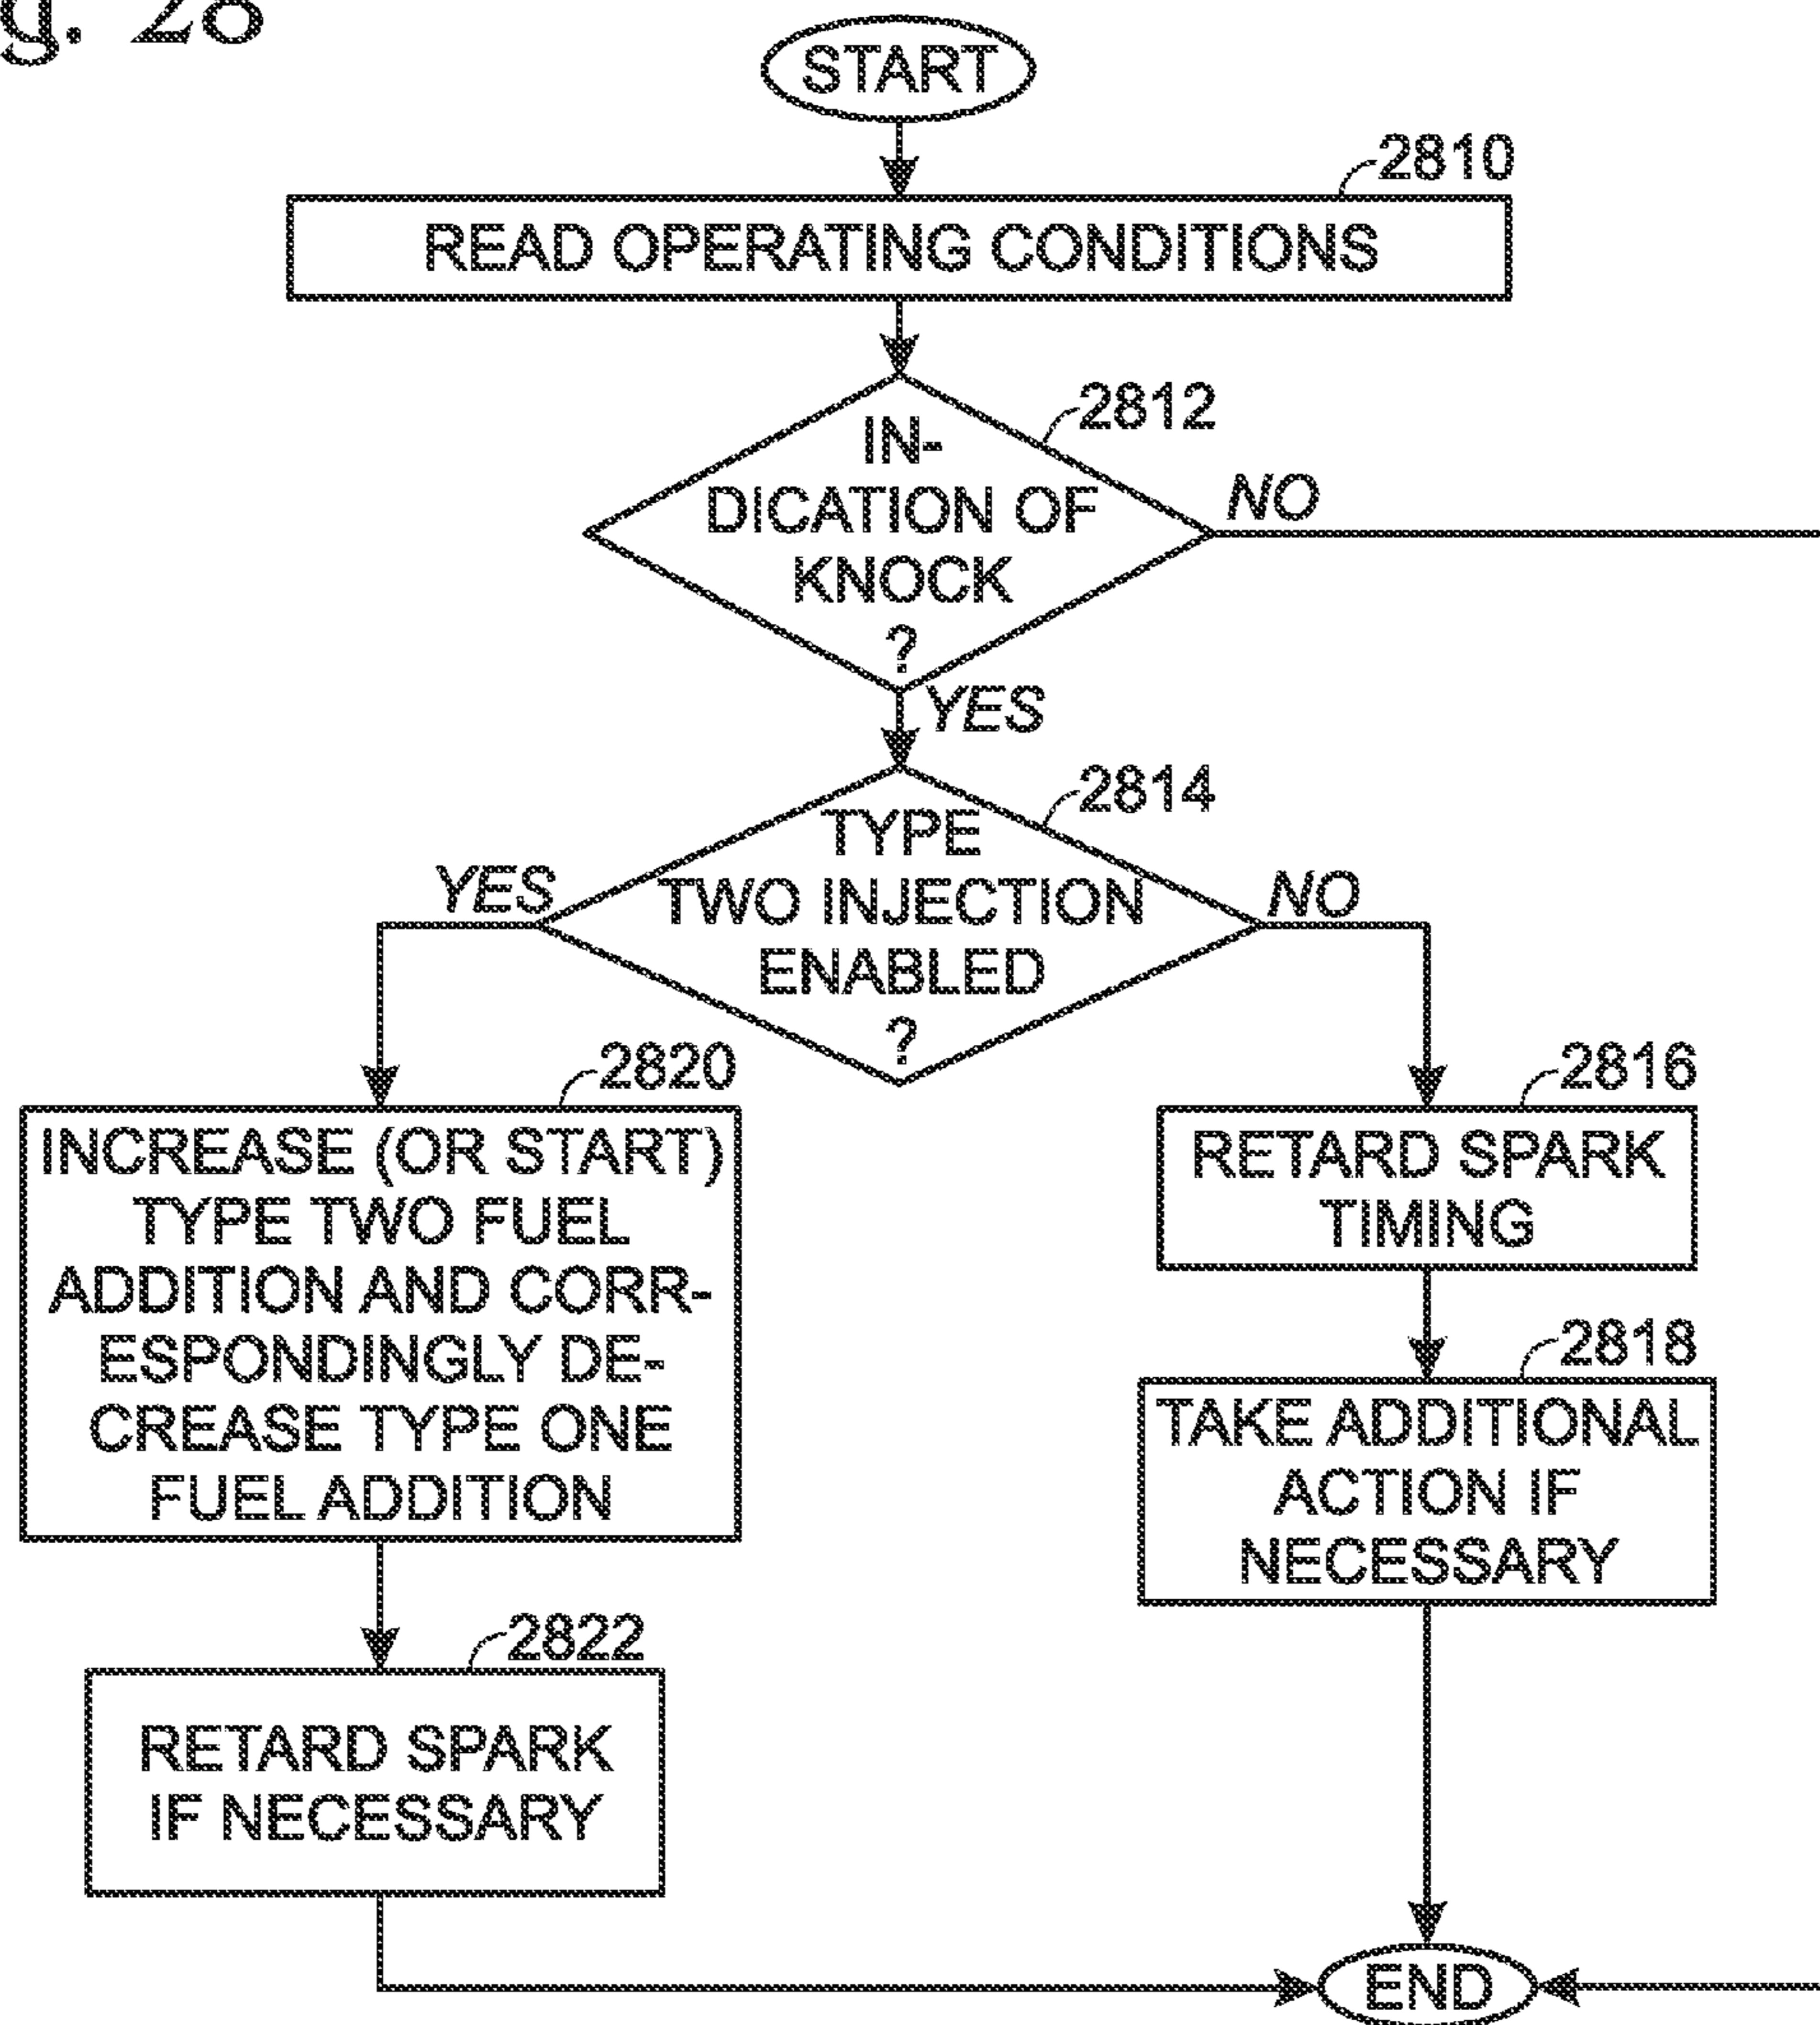 g. 28
START
2810
READ OPERATING CONDITIONS
2812
IN-
DICATION OF
KNOCK
?
NO
YES
2814
TYPE
TWO INJECTION
ENABLED
?
YES
NO
2820
INCREASE (OR START)
TYPE TWO FUEL
ADDITION AND CORR-
ESPONDINGLY DE-
CREASE TYPE ONE
FUEL ADDITION
2816
RETARD SPARK
TIMING
2818
TAKE ADDITIONAL
ACTION IF
NECESSARY
2822
RETARD SPARK
IF NECESSARY
END